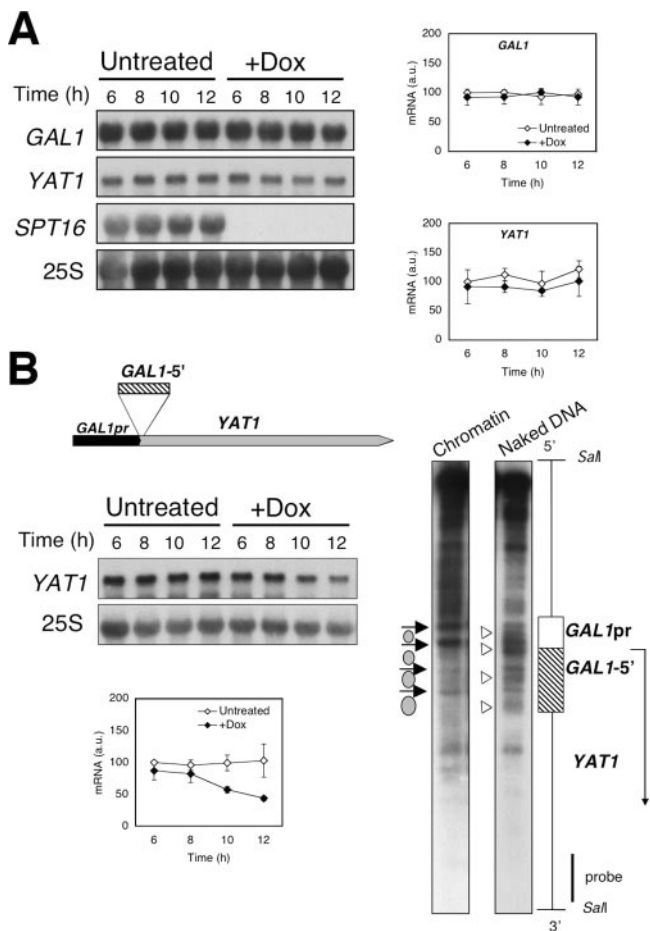 A
Untreated +Dox
Time (h) 6 8 10 12 6 8 10 12
GAL1
YAT1
SPT16
25S
GAL1
mRNA (a.u.)
200
150
100
50
0
Untreated
+Dox
6 8 10 12
Time (h)
YAT1
mRNA (a.u.)
200
150
100
50
0
6 8 10 12
Time (h)
B
GAL1-5'
GAL1pr YAT1
Untreated +Dox
Time (h) 6 8 10 12 6 8 10 12
YAT1
25S
mRNA (a.u.)
200
150
100
50
0
Untreated
+Dox
6 8 10 12
Time (h)
Chromatin
Naked DNA
5'
SalI
GAL1pr
GAL1-5'
YAT1
probe
SalI
3'